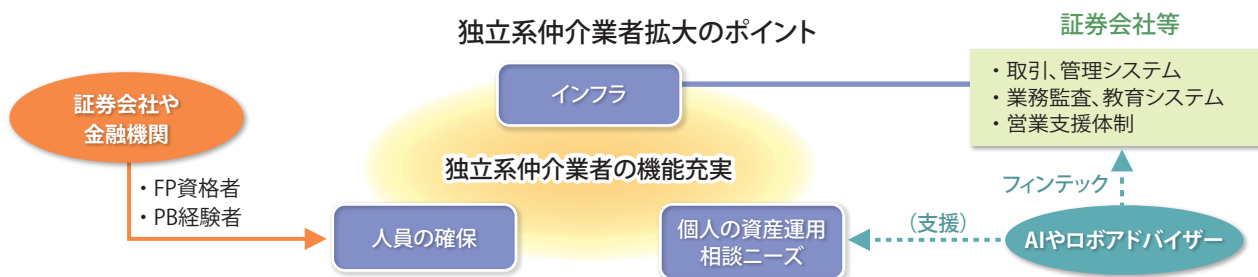 独立系仲介業者拡大のポイント
証券会社等
インフラ
・取引、管理システム
・業務監査、教育システム
・営業支援体制
証券会社や
金融機関
独立系仲介業者の機能充実
・FP資格者
・PB経験者
フィンテック
人員の確保
個人の資産運用
相談ニーズ
(支援)
AIやロボアドバイザー